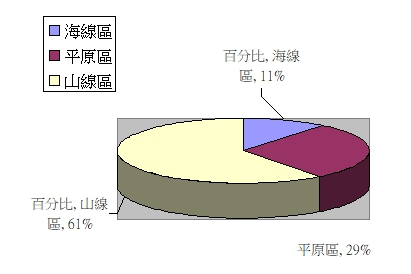 海線區
平原區
山線區
百分比, 海線
區, 11%
百分比, 山線
區, 61%
平原區, 29%